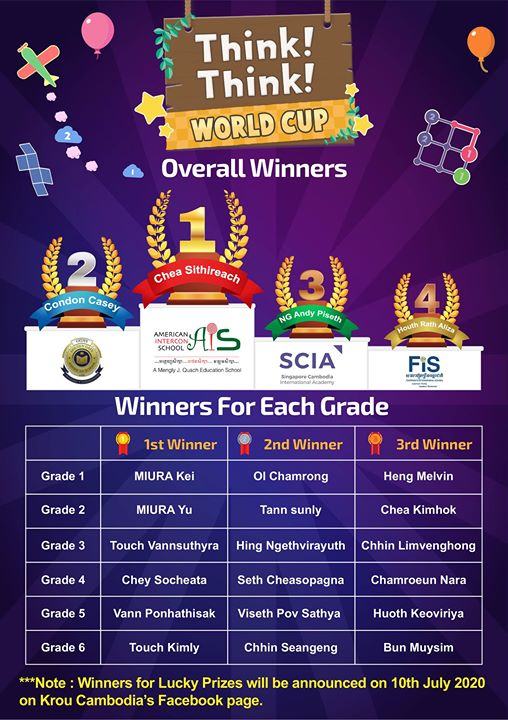 Think!
Think!
WORLD CUP
Overall Winners
1
Chea Sithlreach
2
Condon Casey
3
NG Andy Piseth
4
Houth Rath Aliza
AMERICAN
INTERCON
SCHOOL
AiS
A Mengly J. Quach Education School
SCIA
Singapore Cambodia
International Academy
FiS
Winners For Each Grade
1st Winner 2nd Winner 3rd Winner
Grade 1 MIURA Kei Ol Chamrong Heng Melvin
Grade 2 MIURA Yu Tann sunly Chea Kimhok
Grade 3 Touch Vannsuthyra Hing Ngethvirayuth Chhin Limvenghong
Grade 4 Chey Socheata Seth Cheasopagna Chamroeun Nara
Grade 5 Vann Ponhathisak Viseth Pov Sathya Huoth Keoviriya
Grade 6 Touch Kimly Chhin Seangeng Bun Muysim
***Note : Winners for Lucky Prizes will be announced on 10th July 2020
on Krou Cambodia's Facebook page.